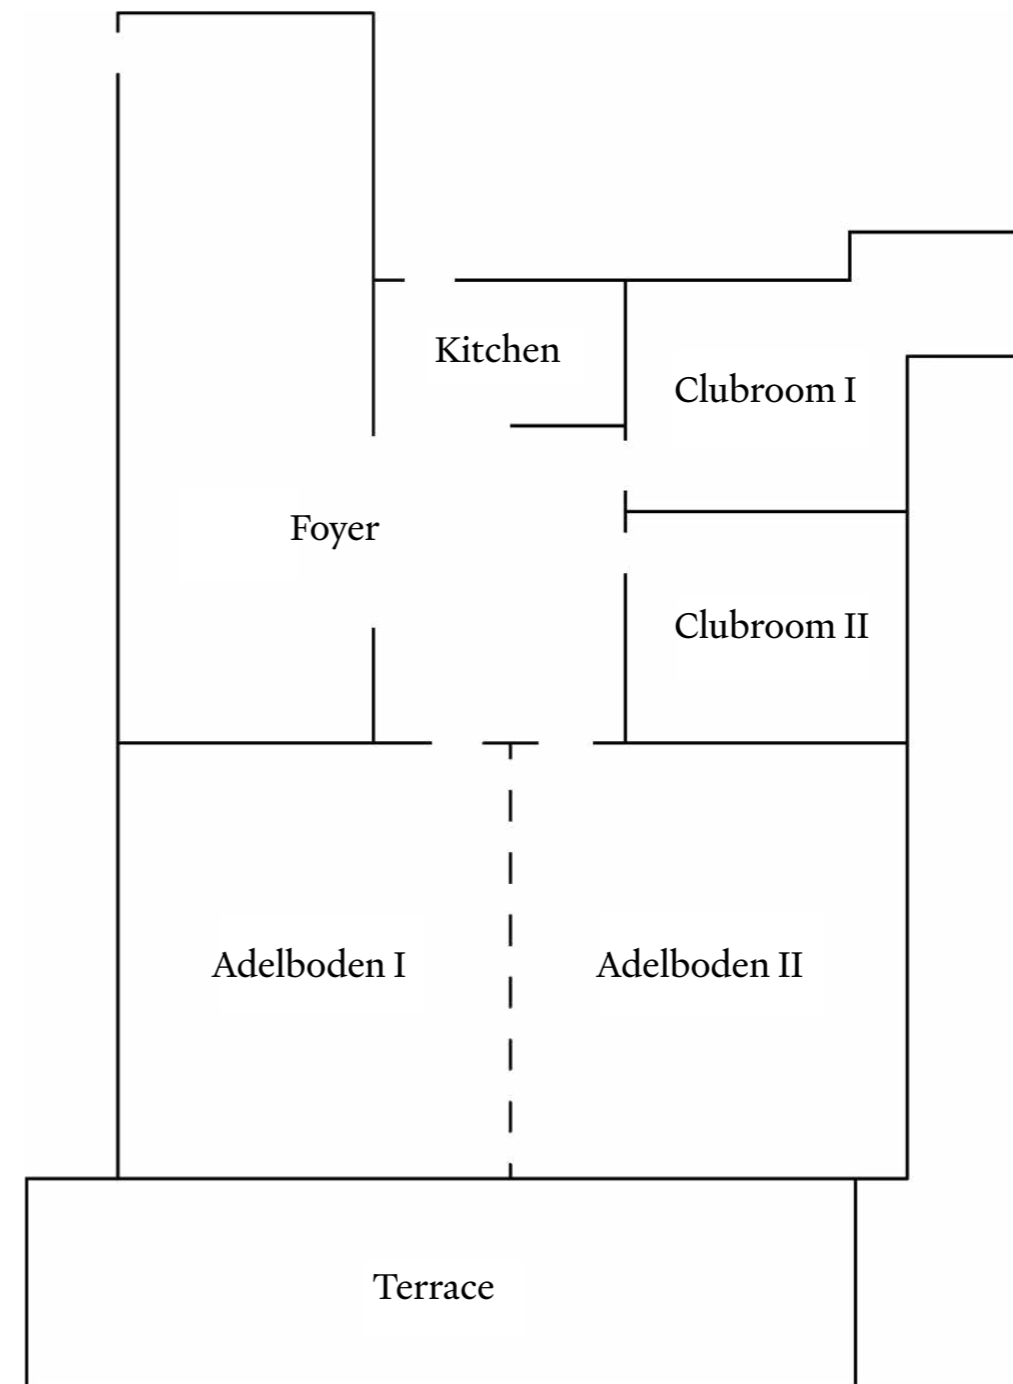 Kitchen
Clubroom I
Foyer
Clubroom II
Adelboden I
Adelboden II
Terrace